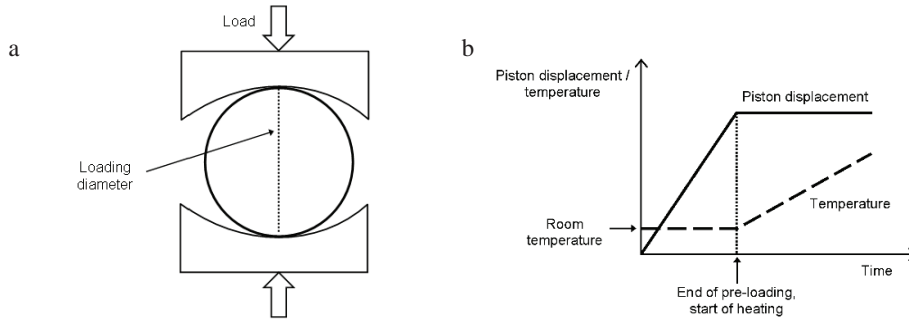 a
Load
Loading
diameter
b
Piston displacement /
temperature
Piston displacement
Temperature
Room
temperature
Time
End of pre-loading,
start of heating